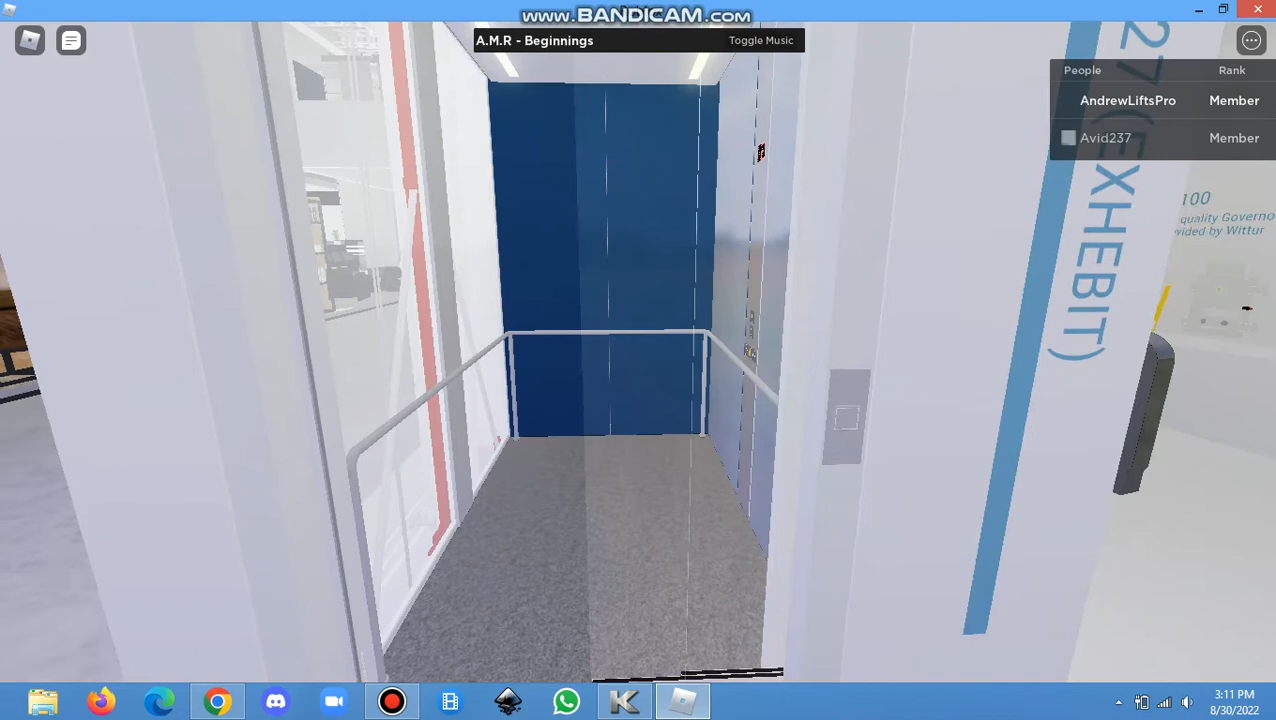 www.BANDICAM.com
A.M.R - Beginnings Toggle Music
People Rank
AndrewLiftsPro Member
Avid237 Member
27 (EXHEBIT)
100
quality Governo
vided by Wittur
3:11 PM
8/30/2022